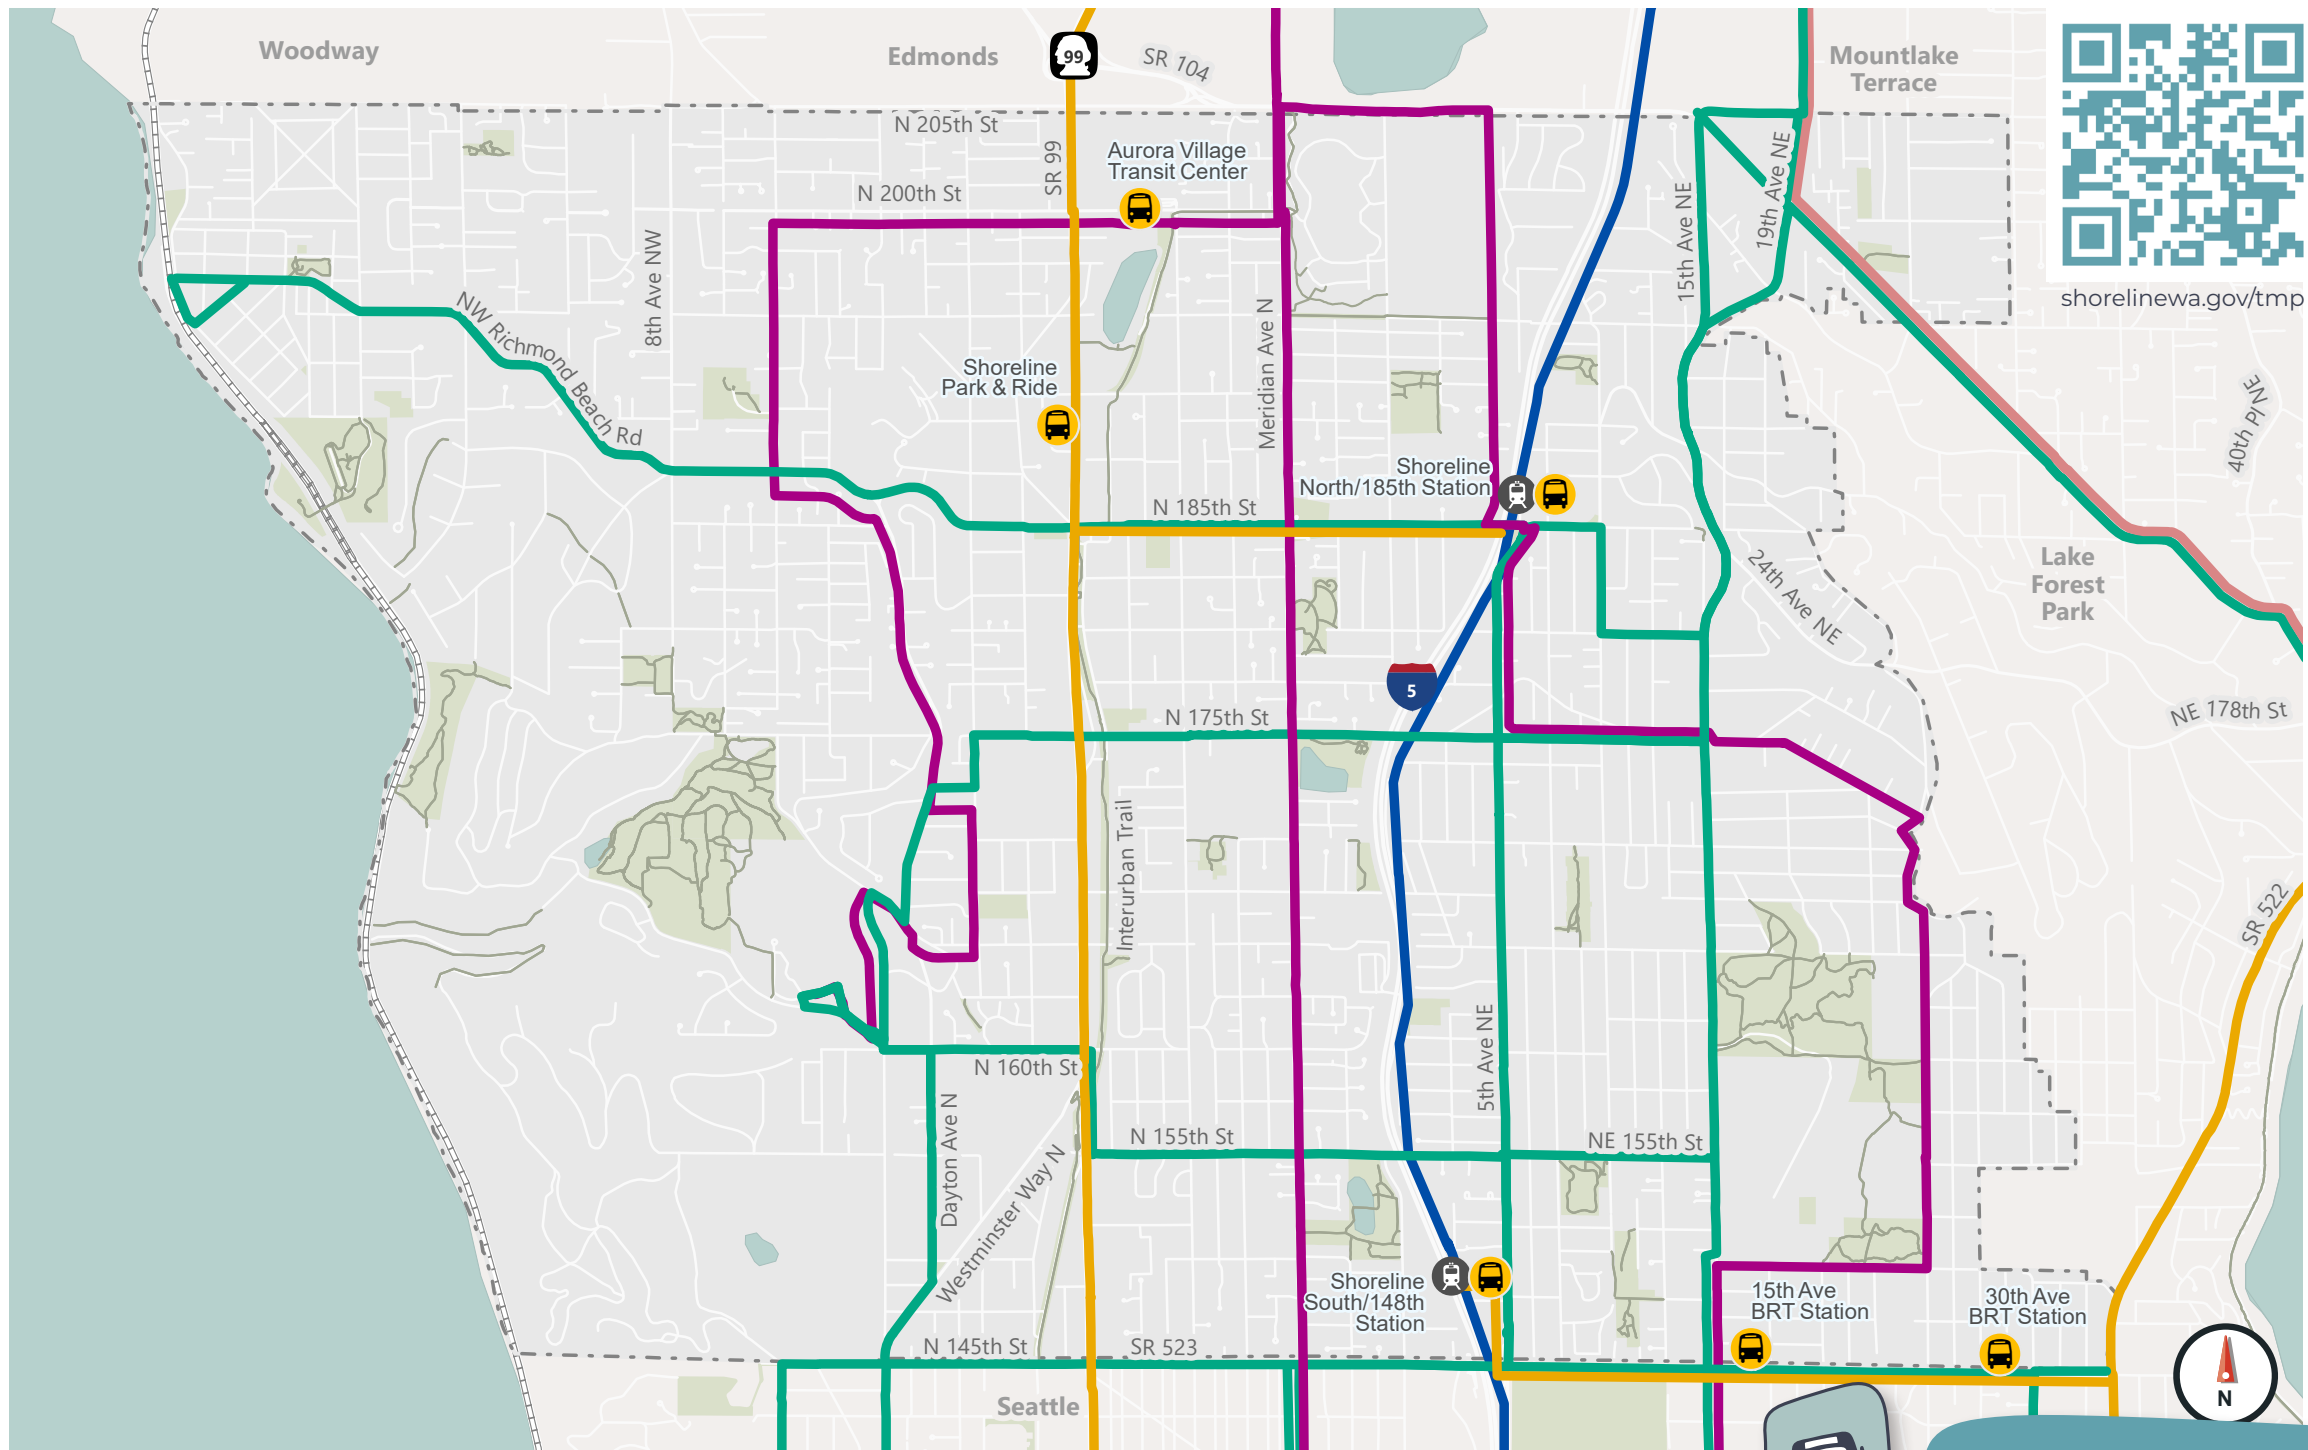 Woodway
Edmonds
99
SR 104
Mountlake
Terrace
N 205th St
SR 99
Aurora Village
Transit Center
N 200th St
19th Ave NE
15th Ave NE
8th Ave NW
shorelinewa.gov/tmp
NW Richmond Beach Rd
Meridian Ave N
Shoreline
Park & Ride
40th Pl NE
Shoreline
North/185th Station
N 185th St
24th Ave NE
Lake
Forest
Park
5
N 175th St
NE 178th St
Interurban Trail
SR 522
5th Ave NE
N 160th St
Dayton Ave N
N 155th St
NE 155th St
Westminster Way N
Shoreline
South/148th
Station
15th Ave
BRT Station
30th Ave
BRT Station
N 145th St
SR 523
Seattle
N